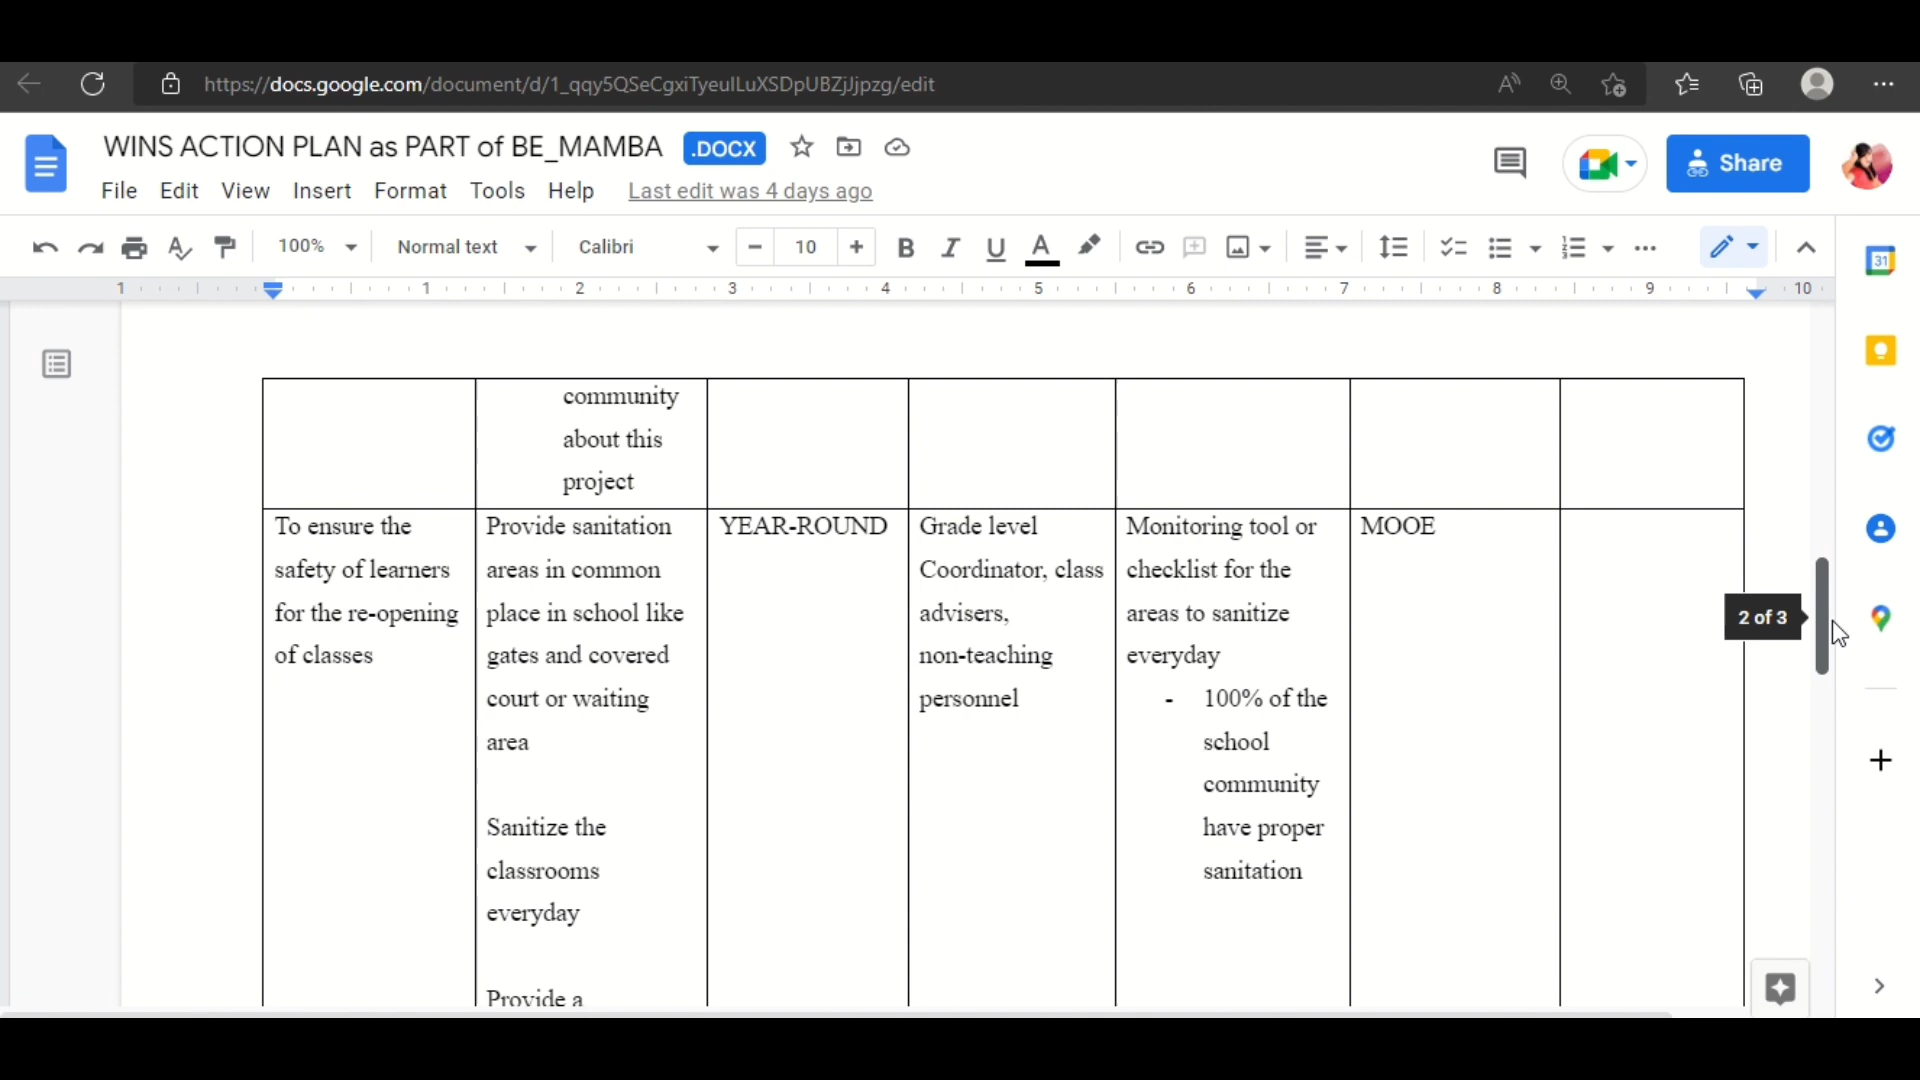 https://docs.google.com/document/d/1_qqy5QSeCgxiTyeulLuXSDpUBZjJjpzg/edit
WINS ACTION PLAN as PART of BE_MAMBA .DOCX
File Edit View Insert Format Tools Help Last edit was 4 days ago
Share
100% Normal text Calibri 10
1 1 2 3 4 5 6 7 8 9 10
31
community
about this
project
To ensure the
safety of learners
for the re-opening
of classes
Provide sanitation
areas in common
place in school like
gates and covered
court or waiting
area
Sanitize the
classrooms
everyday
Provide a
YEAR-ROUND
Grade level
Coordinator, class
advisers,
non-teaching
personnel
Monitoring tool or
checklist for the
areas to sanitize
everyday
- 100% of the
school
community
have proper
sanitation
MOOE
2 of 3